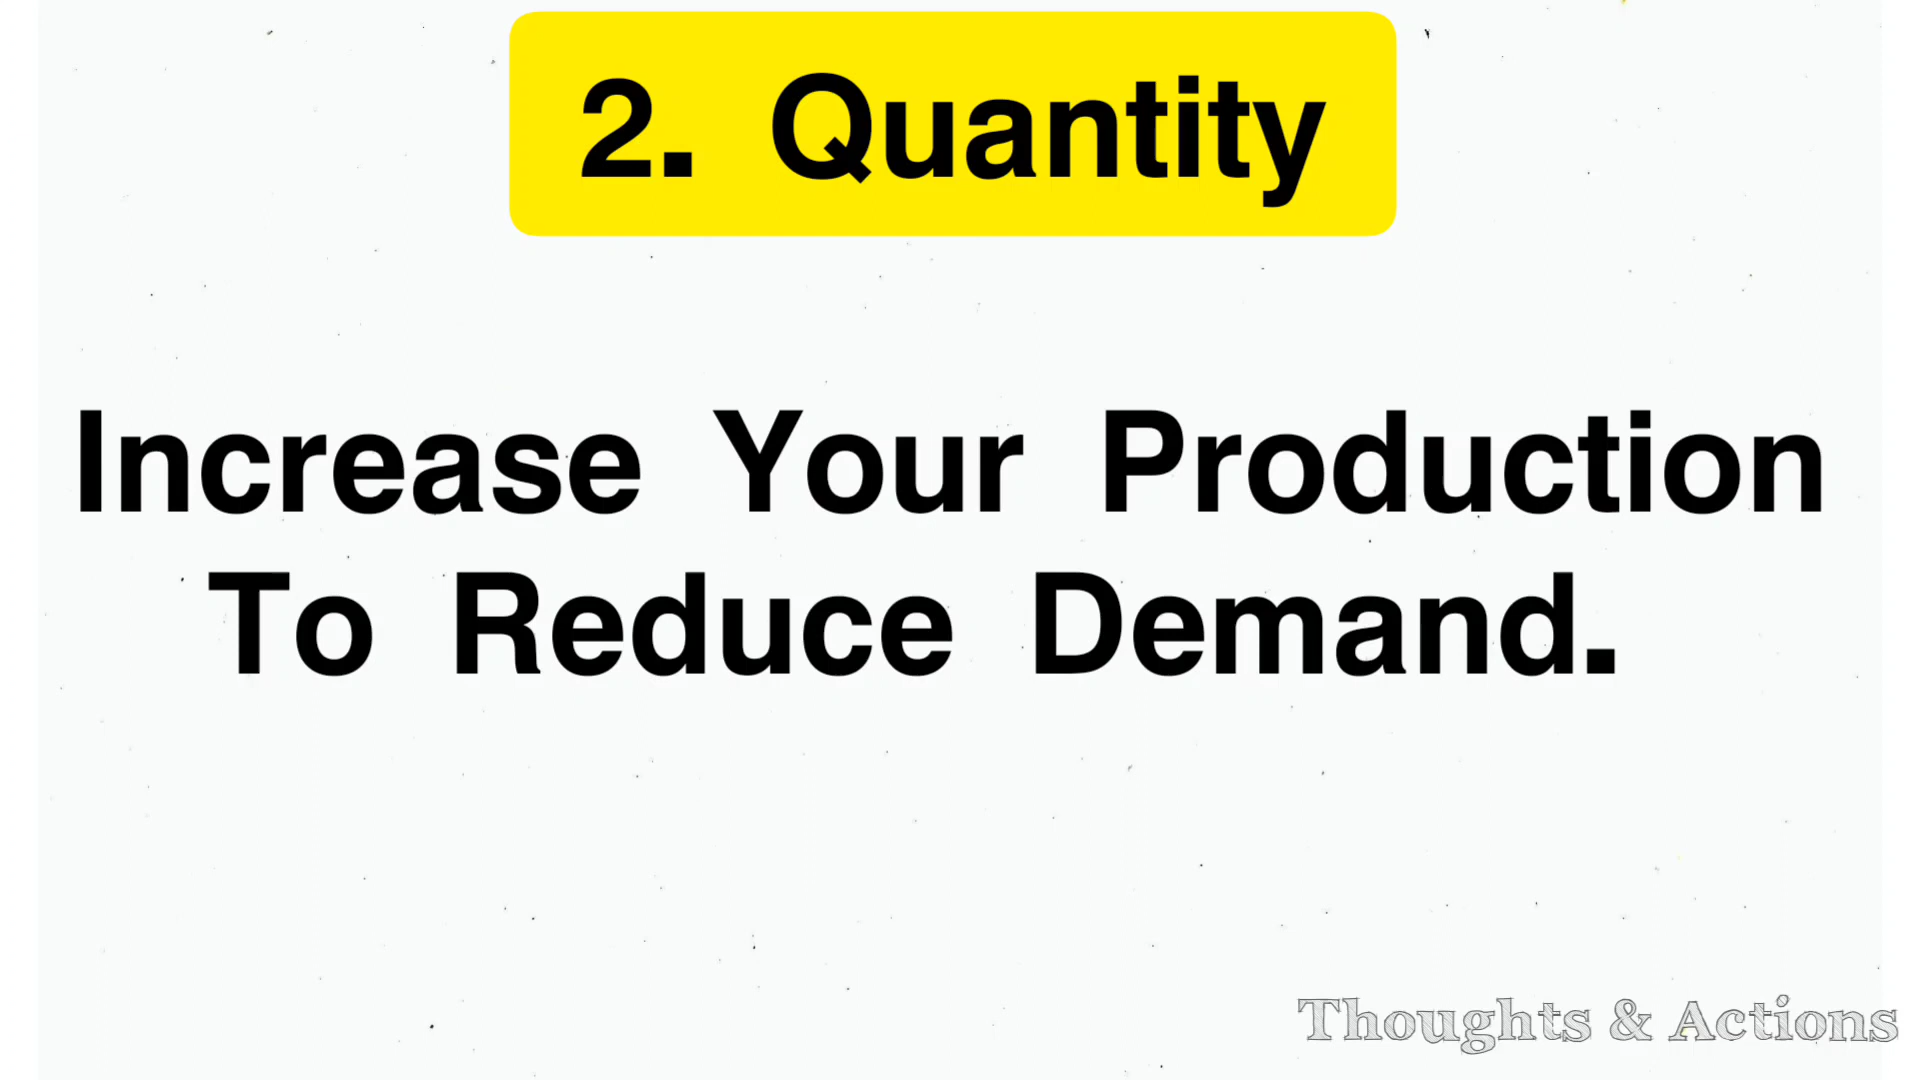 2. Quantity
Increase Your Production
To Reduce Demand.
Thoughts & Actions